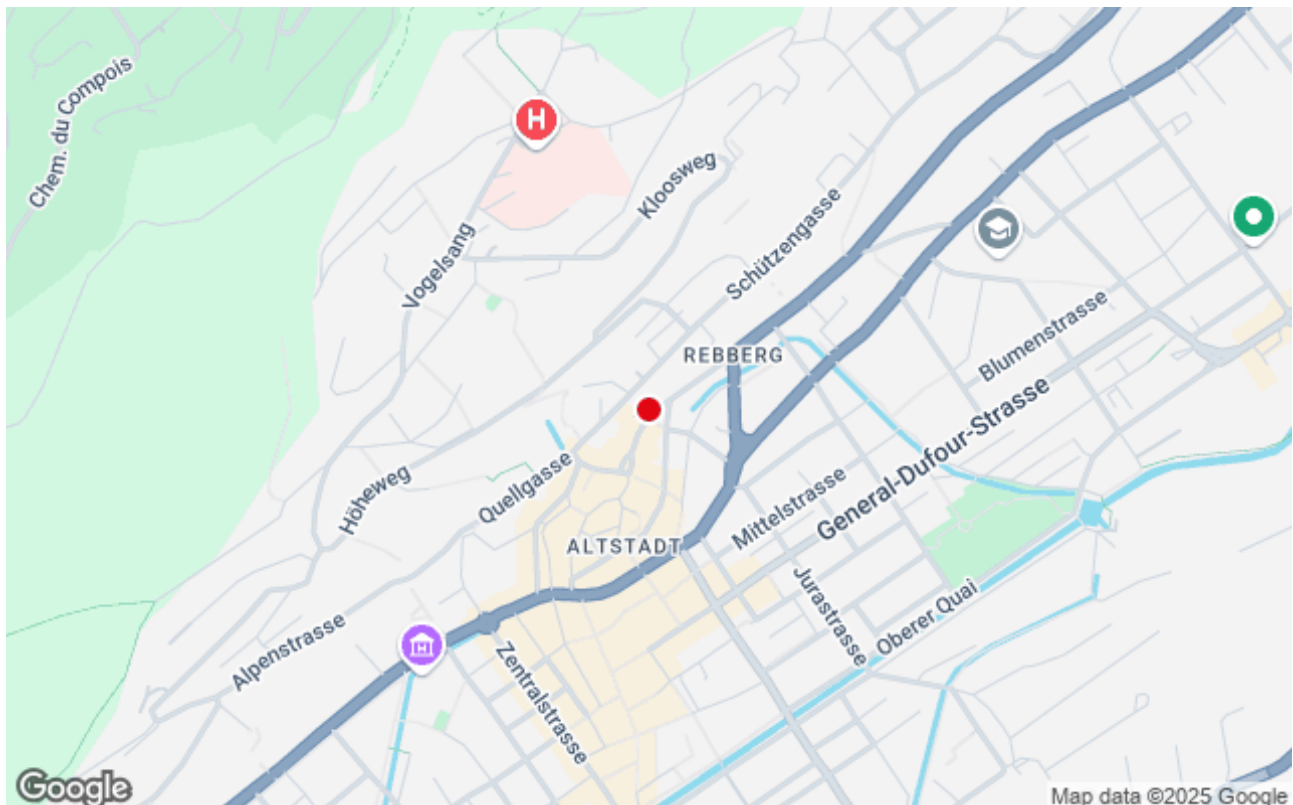 Chem. du Compois
H
Kloosweg
Vogelsang
Schützengasse
REBBERG
Blumenstrasse
General-Dufour-Strasse
Höheweg
Quellgasse
Mittelstrasse
ALTSTADT
Jurastrasse
Oberer Quai
Alpenstrasse
Zentralstrasse
Google
Map data ©2025 Google